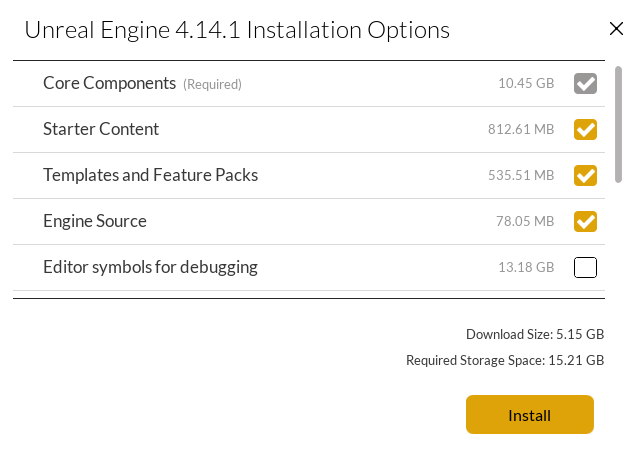 Unreal Engine 4.14.1 Installation Options
Core Components (Required) 10.45 GB
Starter Content 812.61 MB
Templates and Feature Packs 535.51 MB
Engine Source 78.05 MB
Editor symbols for debugging 13.18 GB
Download Size: 5.15 GB
Required Storage Space: 15.21 GB
Install